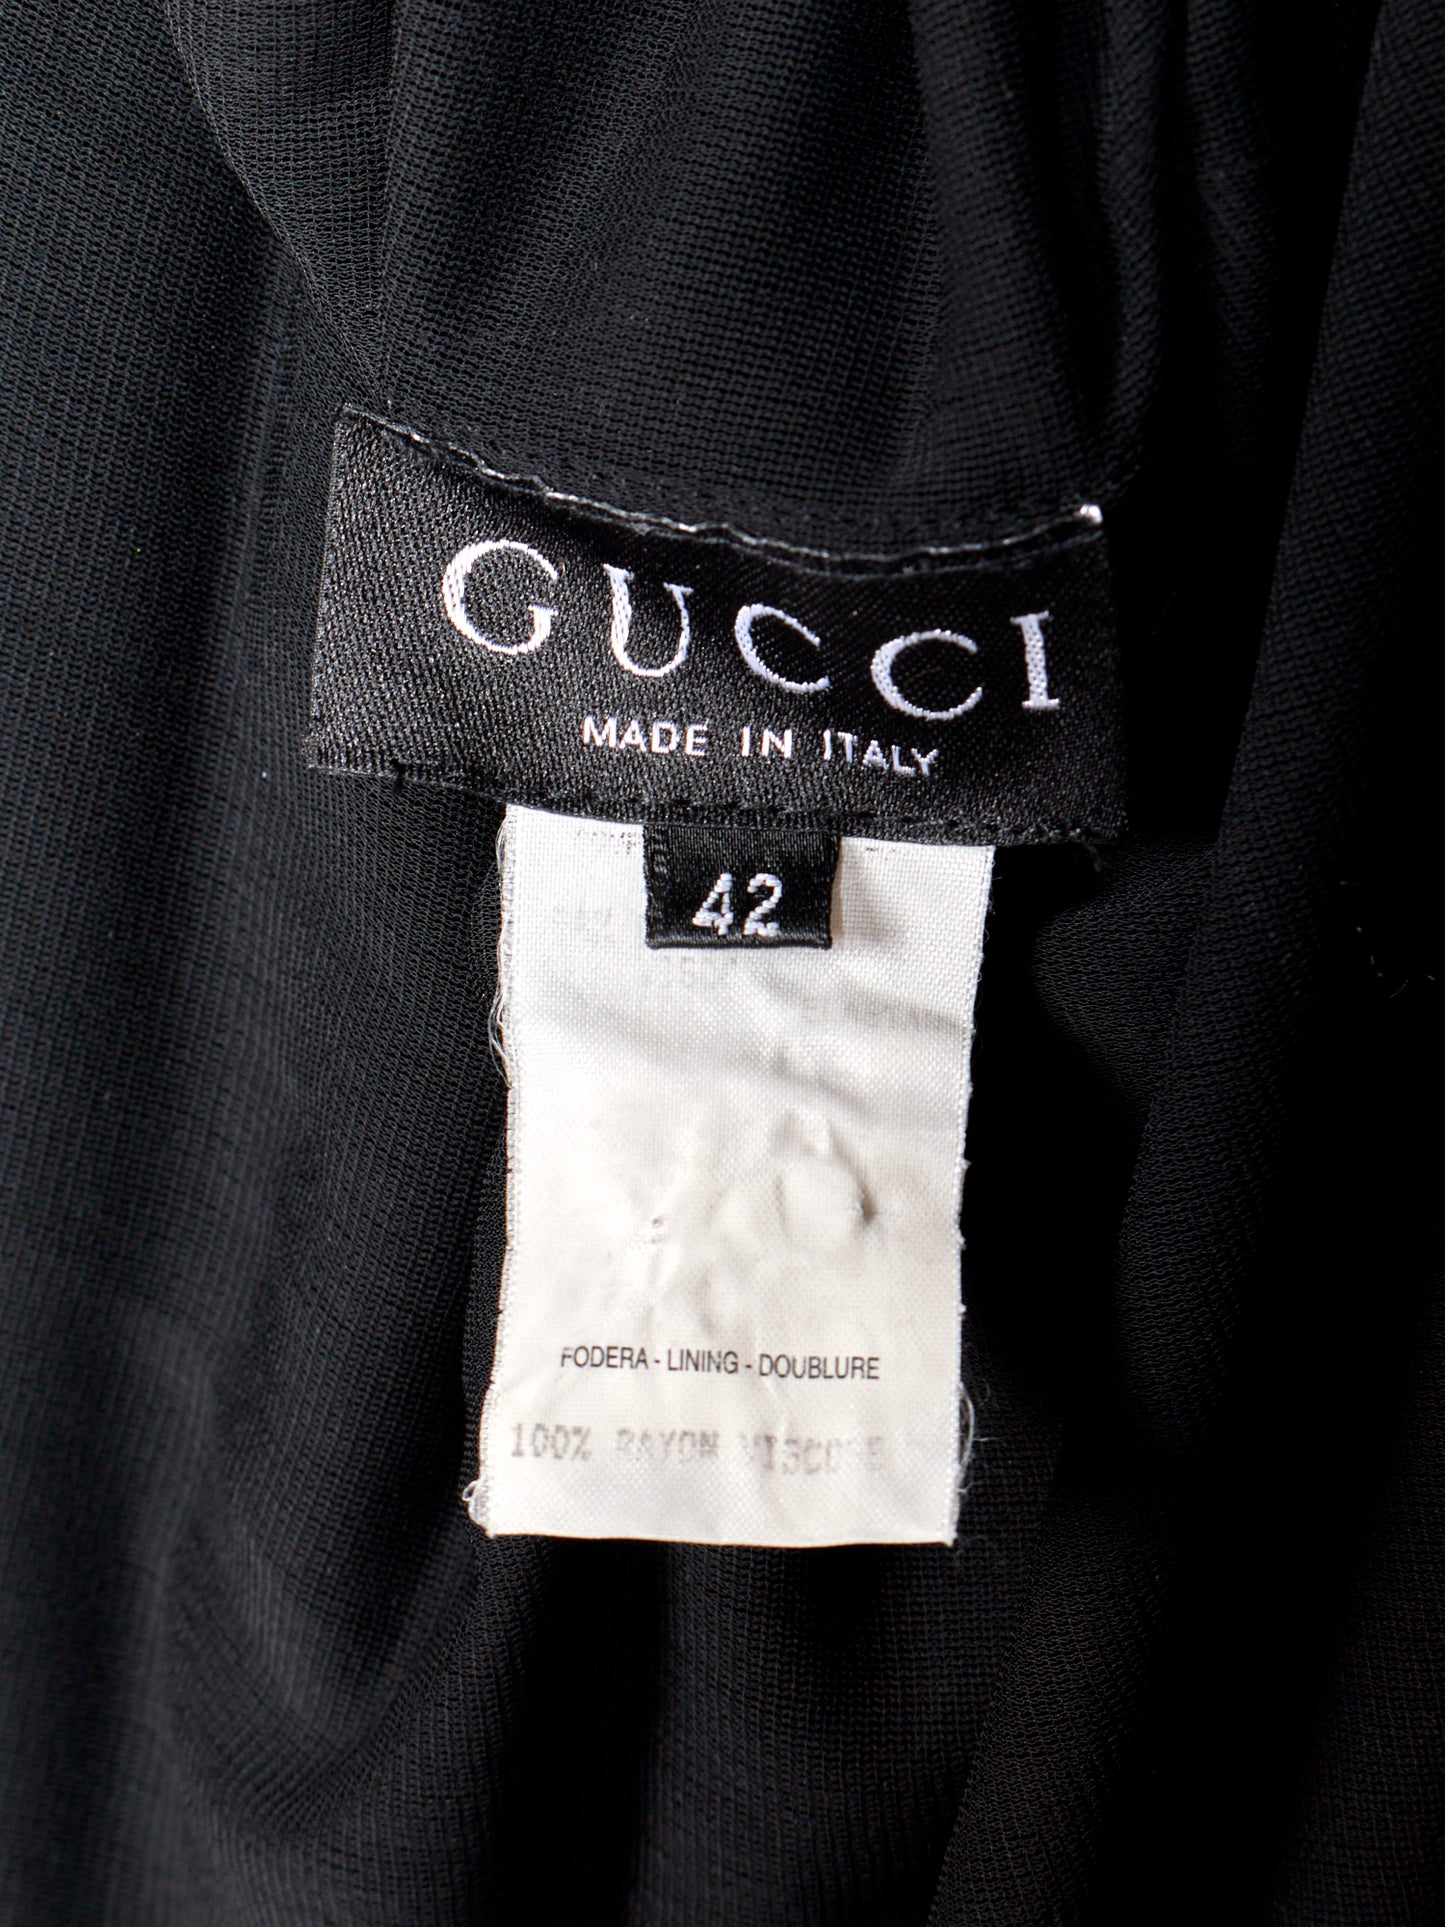 GUCCI
MADE IN ITALY
42
FODERA - LINING - DOUBLURE
100% RAYON VISCOSE